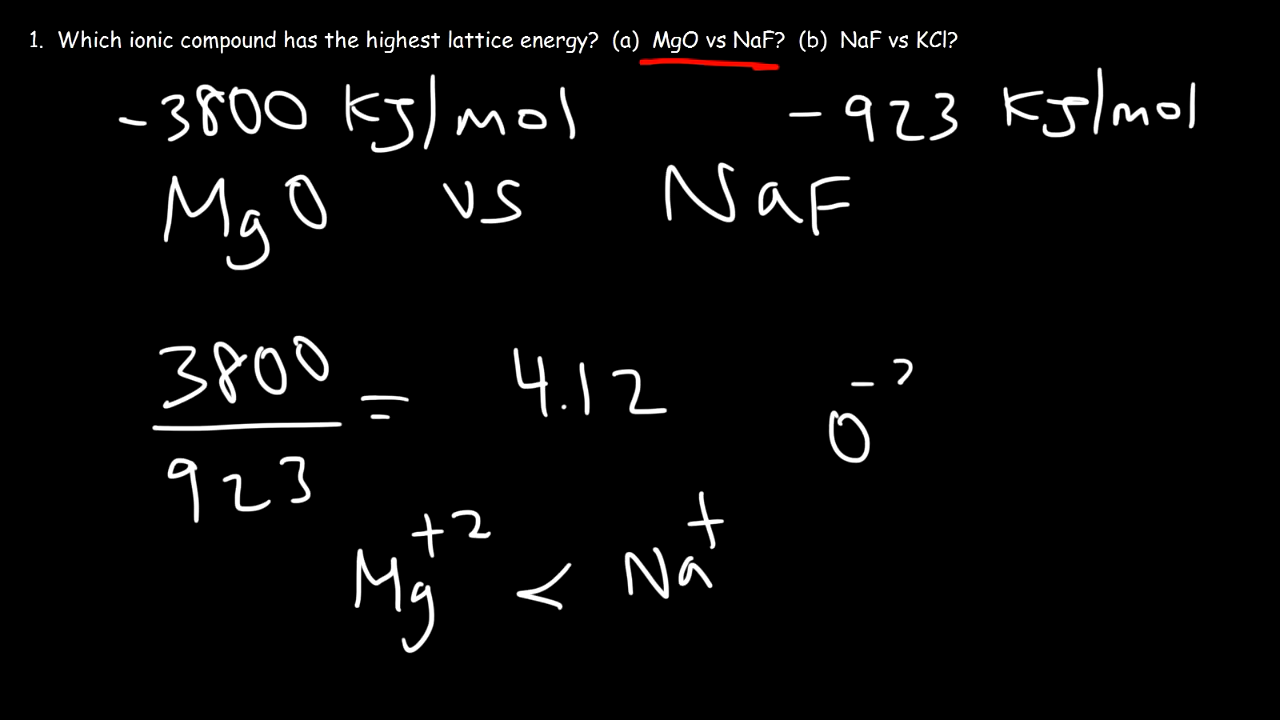 1. Which ionic compound has the highest lattice energy? (a) MgO vs NaF? (b) NaF vs KCl?
-3800 KJ/mol -923 KJ/mol
MgO vs NaF
3800
923
= 4.12
O⁻²
Mg⁺² < Na⁺